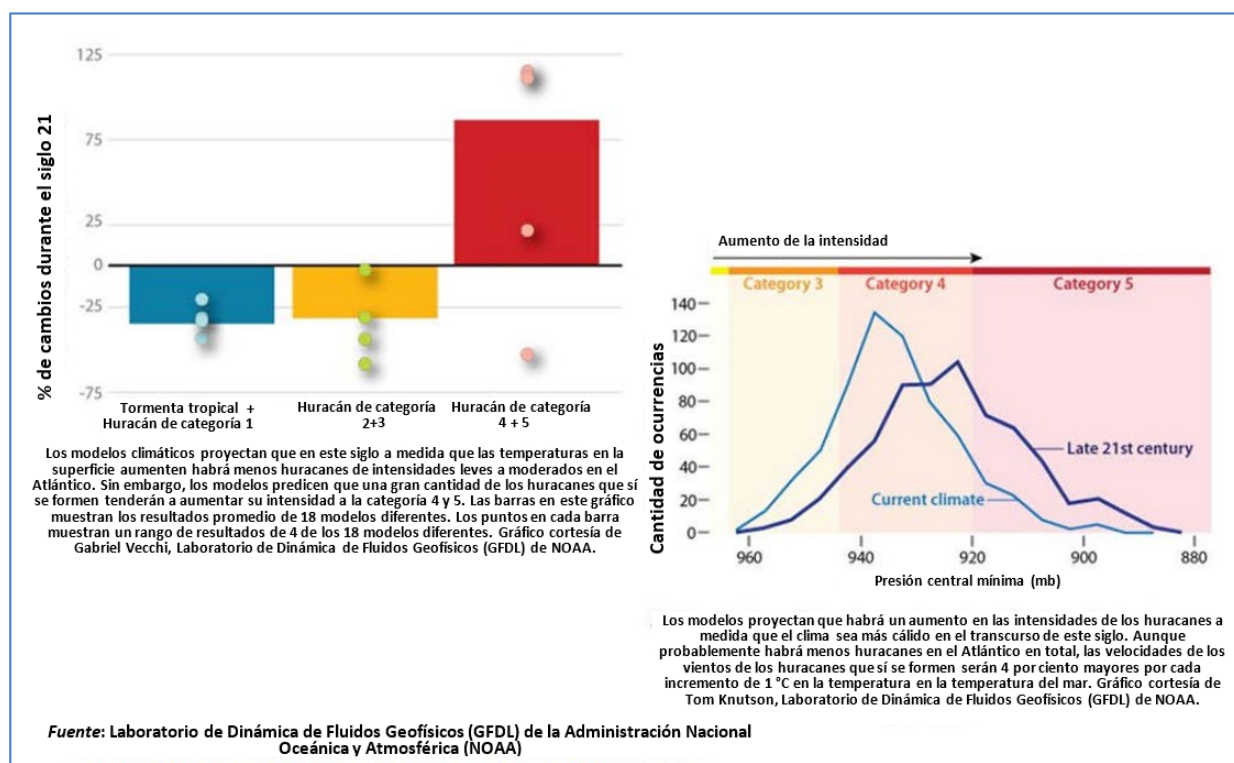 % de cambios durante el siglo 21
125
75
25
0
-25
-75
Tormenta tropical +
Huracán de categoría 1
Huracán de categoría
2+3
Huracán de categoría
4 + 5
Los modelos climáticos proyectan que en este siglo a medida que las temperaturas en la
superficie aumenten habrá menos huracanes de intensidades leves a moderados en el
Atlántico. Sin embargo, los modelos predicen que una gran cantidad de los huracanes que sí
se formen tenderán a aumentar su intensidad a la categoría 4 y 5. Las barras en este gráfico
muestran los resultados promedio de 18 modelos diferentes. Los puntos en cada barra
muestran un rango de resultados de 4 de los 18 modelos diferentes. Gráfico cortesía de
Gabriel Vecchi, Laboratorio de Dinámica de Fluidos Geofísicos (GFDL) de NOAA.
Aumento de la intensidad
Category 3
Category 4
Category 5
Cantidad de ocurrencias
140
120
100
80
60
40
20
0
Late 21st century
Current climate
960
940
920
900
880
Presión central mínima (mb)
Los modelos proyectan que habrá un aumento en las intensidades de los huracanes a
medida que el clima sea más cálido en el transcurso de este siglo. Aunque
probablemente habrá menos huracanes en el Atlántico en total, las velocidades de los
vientos de los huracanes que sí se formen serán 4 por ciento mayores por cada
incremento de 1 °C en la temperatura en la temperatura del mar. Gráfico cortesía de
Tom Knutson, Laboratorio de Dinámica de Fluidos Geofísicos (GFDL) de NOAA.
Fuente: Laboratorio de Dinámica de Fluidos Geofísicos (GFDL) de la Administración Nacional
Oceánica y Atmosférica (NOAA)